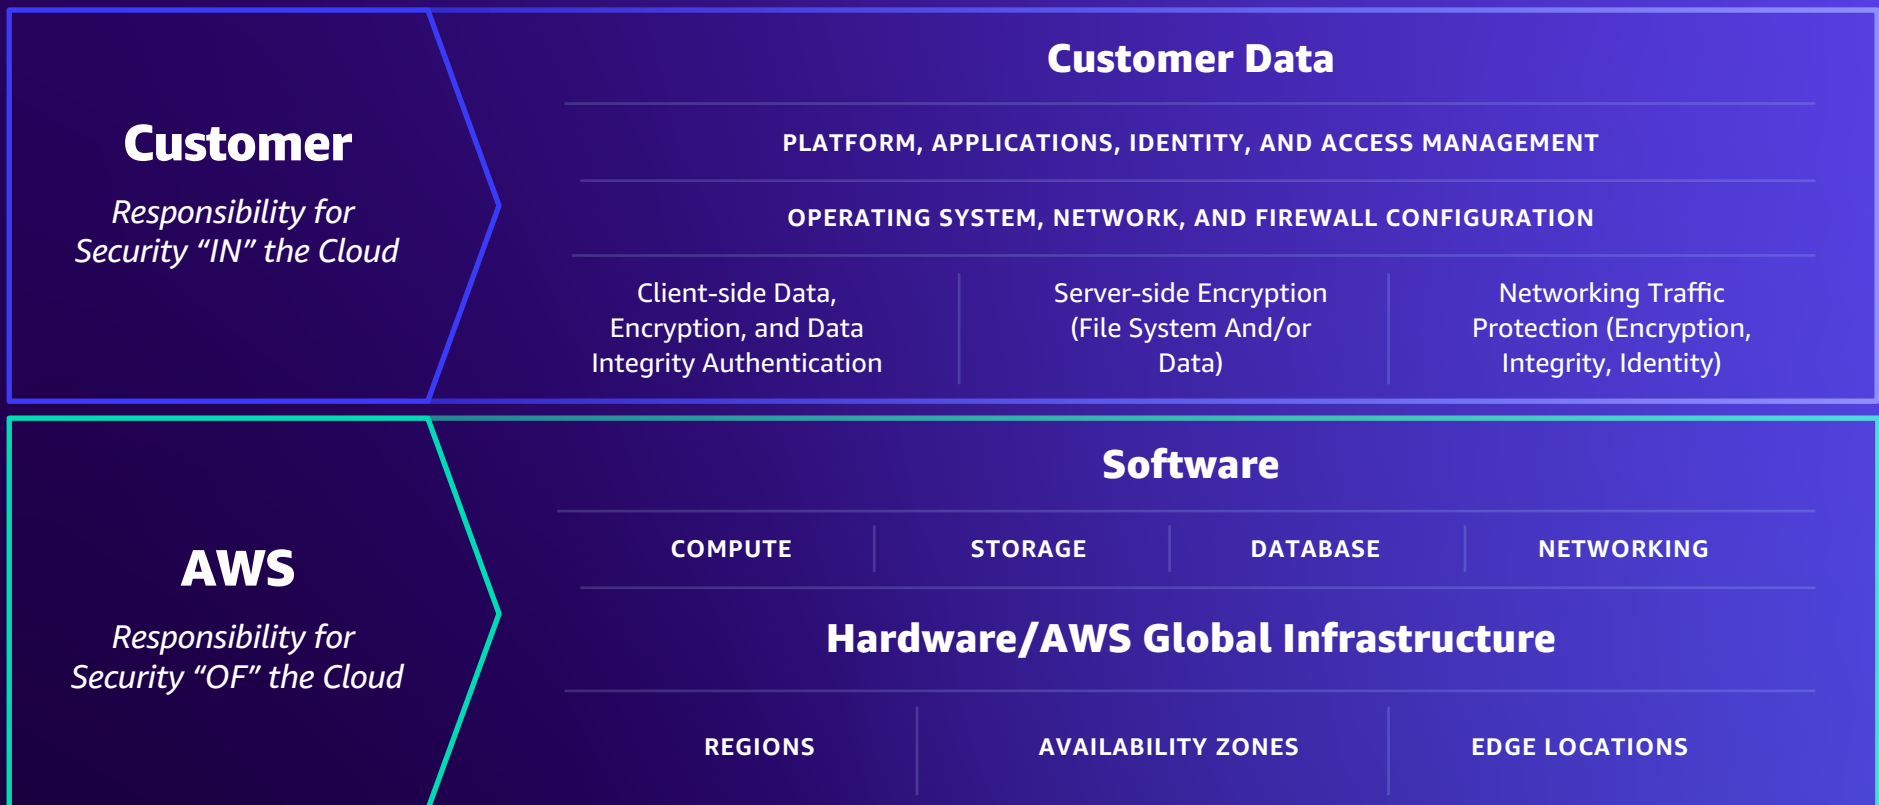 Customer
Responsibility for
Security “IN” the Cloud
Customer Data
PLATFORM, APPLICATIONS, IDENTITY, AND ACCESS MANAGEMENT
OPERATING SYSTEM, NETWORK, AND FIREWALL CONFIGURATION
Client-side Data,
Encryption, and Data
Integrity Authentication
Server-side Encryption
(File System And/or
Data)
Networking Traffic
Protection (Encryption,
Integrity, Identity)
AWS
Responsibility for
Security “OF” the Cloud
Software
COMPUTE
STORAGE
DATABASE
NETWORKING
Hardware/AWS Global Infrastructure
REGIONS
AVAILABILITY ZONES
EDGE LOCATIONS